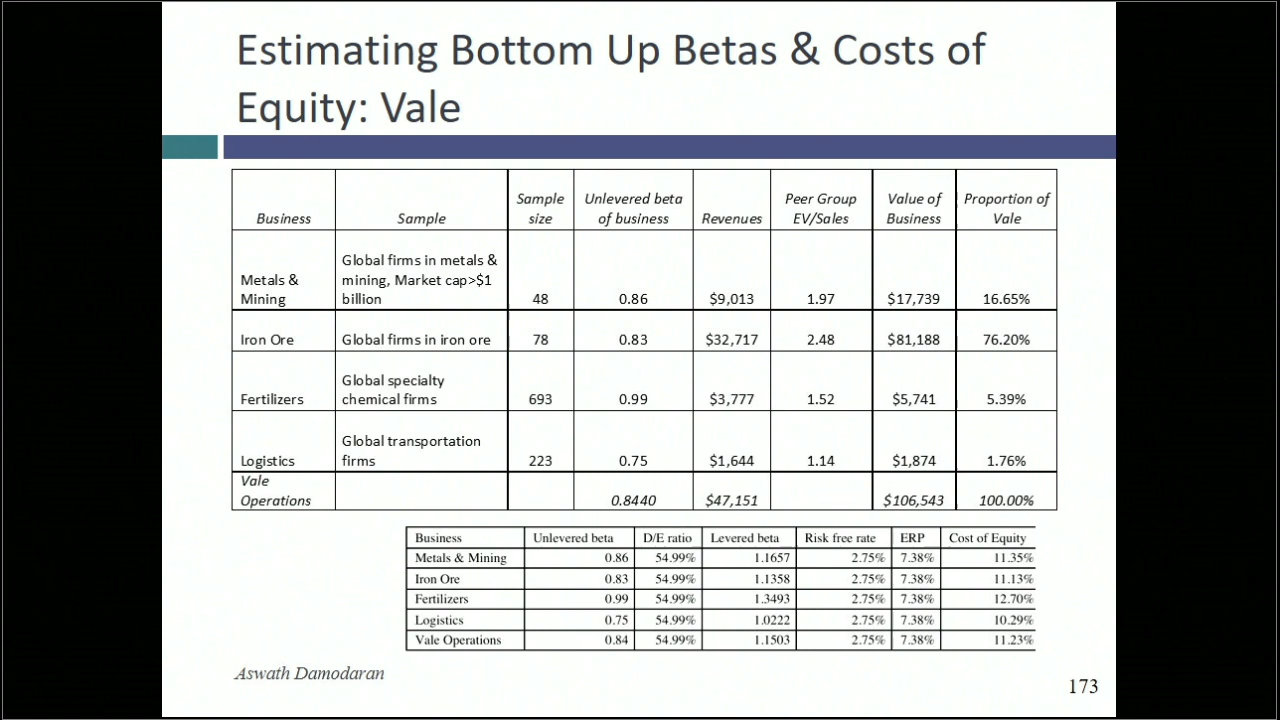 Estimating Bottom Up Betas & Costs of
Equity: Vale
Business Sample Sample size Unlevered beta of business Revenues Peer Group EV/Sales Value of Business Proportion of Vale
Metals & Mining Global firms in metals & mining, Market cap>$1 billion 48 0.86 $9,013 1.97 $17,739 16.65%
Iron Ore Global firms in iron ore 78 0.83 $32,717 2.48 $81,188 76.20%
Fertilizers Global specialty chemical firms 693 0.99 $3,777 1.52 $5,741 5.39%
Logistics Global transportation firms 223 0.75 $1,644 1.14 $1,874 1.76%
Vale Operations 0.8440 $47,151 $106,543 100.00%
Business Unlevered beta D/E ratio Levered beta Risk free rate ERP Cost of Equity
Metals & Mining 0.86 54.99% 1.1657 2.75% 7.38% 11.35%
Iron Ore 0.83 54.99% 1.1358 2.75% 7.38% 11.13%
Fertilizers 0.99 54.99% 1.3493 2.75% 7.38% 12.70%
Logistics 0.75 54.99% 1.0222 2.75% 7.38% 10.29%
Vale Operations 0.84 54.99% 1.1503 2.75% 7.38% 11.23%
Aswath Damodaran
173